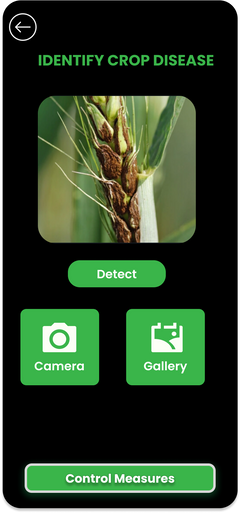 IDENTIFY CROP DISEASE
Detect
Camera
Gallery
Control Measures